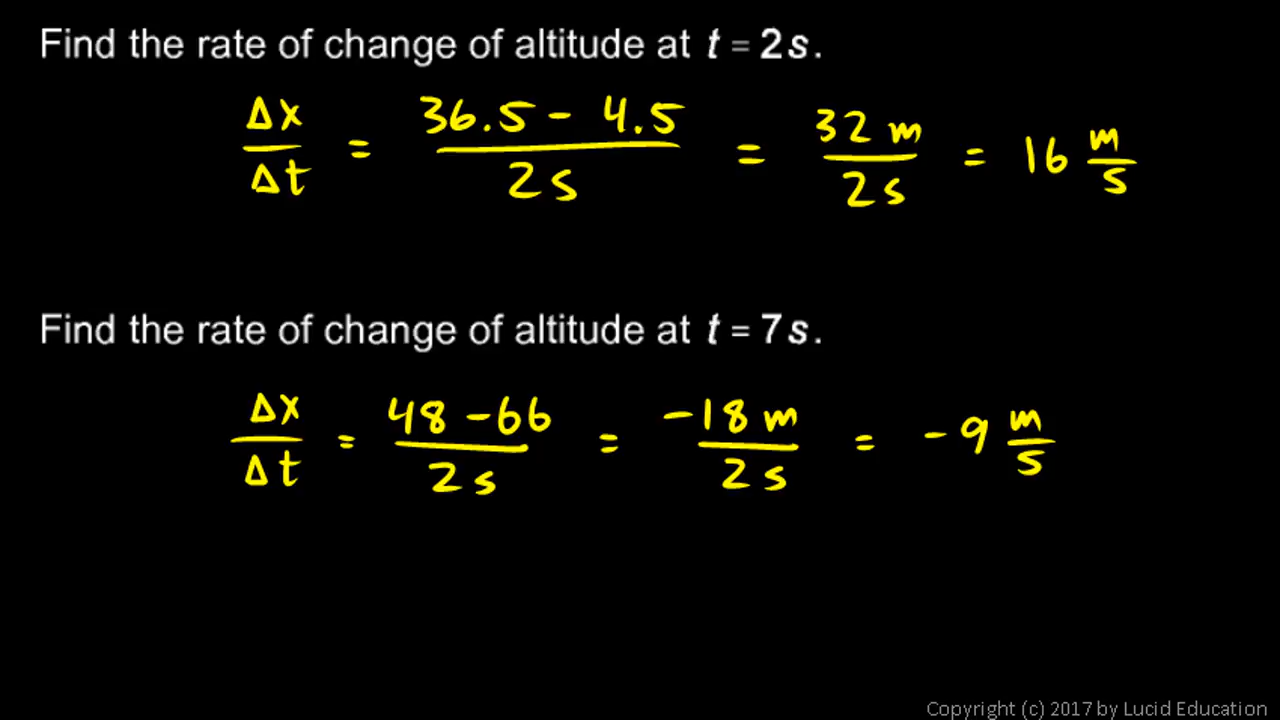 Find the rate of change of altitude at t = 2 s.
Δx/Δt = (36.5 - 4.5)/2s = 32 m/2s = 16 m/s
Find the rate of change of altitude at t = 7 s.
Δx/Δt = (48 - 66)/2s = -18 m/2s = -9 m/s
Copyright (c) 2017 by Lucid Education